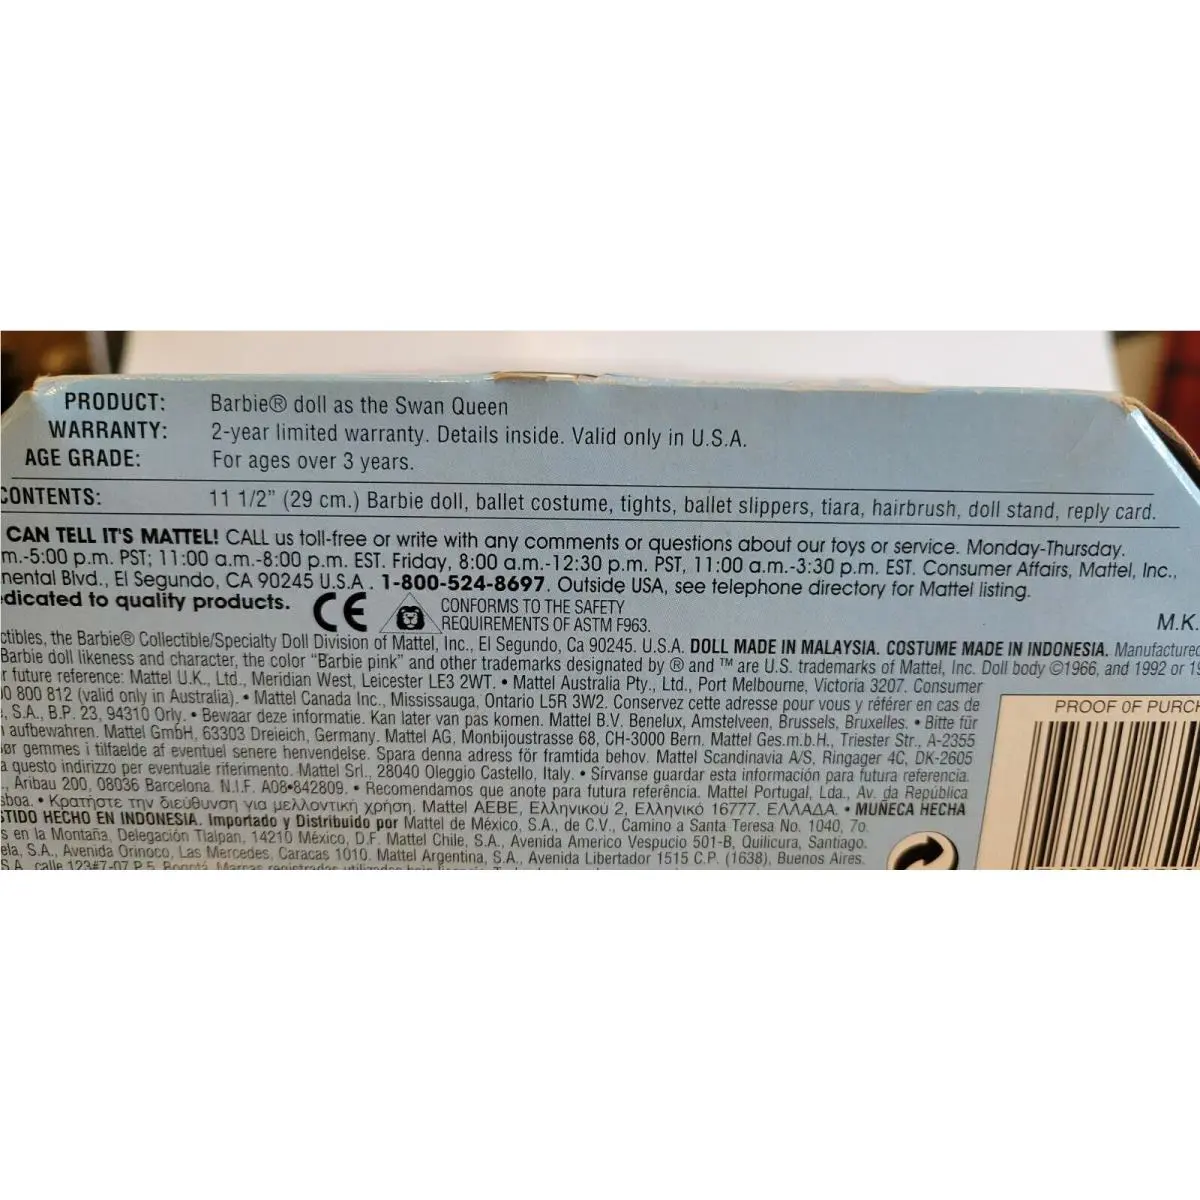 PRODUCT: Barbie® doll as the Swan Queen
WARRANTY: 2-year limited warranty. Details inside. Valid only in U.S.A.
AGE GRADE: For ages over 3 years.
CONTENTS: 11 1/2" (29 cm.) Barbie doll, ballet costume, tights, ballet slippers, tiara, hairbrush, doll stand, reply card.
CAN TELL IT'S MATTEL! CALL us toll-free or write with any comments or questions about our toys or service. Monday-Thursday.
m.-5:00 p.m. PST; 11:00 a.m.-8:00 p.m. EST. Friday, 8:00 a.m.-12:30 p.m. PST, 11:00 a.m.-3:30 p.m. EST. Consumer Affairs, Mattel, Inc.,
nental Blvd., El Segundo, CA 90245 U.S.A. 1-800-524-8697. Outside USA, see telephone directory for Mattel listing.
edicated to quality products. CE CONFORMS TO THE SAFETY
REQUIREMENTS OF ASTM F963.
M.K.
ctibles, the Barbie® Collectible/Specialty Doll Division of Mattel, Inc., El Segundo, Ca 90245. U.S.A. DOLL MADE IN MALAYSIA. COSTUME MADE IN INDONESIA. Manufactured
Barbie doll likeness and character, the color "Barbie pink" and other trademarks designated by ® and ™ are U.S. trademarks of Mattel, Inc. Doll body ©1966, and 1992 or 19
r future reference: Mattel U.K., Ltd., Meridian West, Leicester LE3 2WT. • Mattel Australia Pty., Ltd., Port Melbourne, Victoria 3207. Consumer
00 800 812 (valid only in Australia). • Mattel Canada Inc., Mississauga, Ontario L5R 3W2. Conservez cette adresse pour vous y référer en cas de
, S.A., B.P. 23, 94310 Orly. • Bewaar deze informatie. Kan later van pas komen. Mattel B.V. Benelux, Amstelveen, Brussels, Bruxelles. • Bitte für
aufbewahren. Mattel GmbH, 63303 Dreieich, Germany. Mattel AG, Monbijoustrasse 68, CH-3000 Bern. Mattel Ges.m.b.H., Triester Str., A-2355
ør gemmes i tilfaelde af eventuel senere henvendelse. Spara denna adress för framtida behov. Mattel Scandinavia A/S, Ringager 4C, DK-2605
a questo indirizzo per eventuale riferimento. Mattel Srl., 28040 Oleggio Castello, Italy. • Sírvanse guardar esta información para futura referencia.
., Aribau 200, 08036 Barcelona. N.I.F. A08•842809. • Recomendamos que anote para futura referência. Mattel Portugal, Lda., Av. da República
sboa. • Κρατήστε την διεύθυνση για μελλοντική χρήση. Mattel AEBE, Ελληνικου 2, Ελληνικό 16777, ΕΛΛΑΔΑ. • MUÑECA HECHA
STIDO HECHO EN INDONESIA. Importado y Distribuido por Mattel de México, S.A., de C.V., Camino a Santa Teresa No. 1040, 7o.
s en la Montaña, Delegación Tlalpan, 14210 México, D.F. Mattel Chile, S.A., Avenida Americo Vespucio 501-B, Quilicura, Santiago.
ela, S.A., Avenida Orinoco, Las Mercedes, Caracas 1010. Mattel Argentina, S.A., Avenida Libertador 1515 C.P. (1638), Buenos Aires.
S.A. calle 123#7-07 P.5 Bogotá. Marcas registradas utilizadas bajo
PROOF OF PURCH